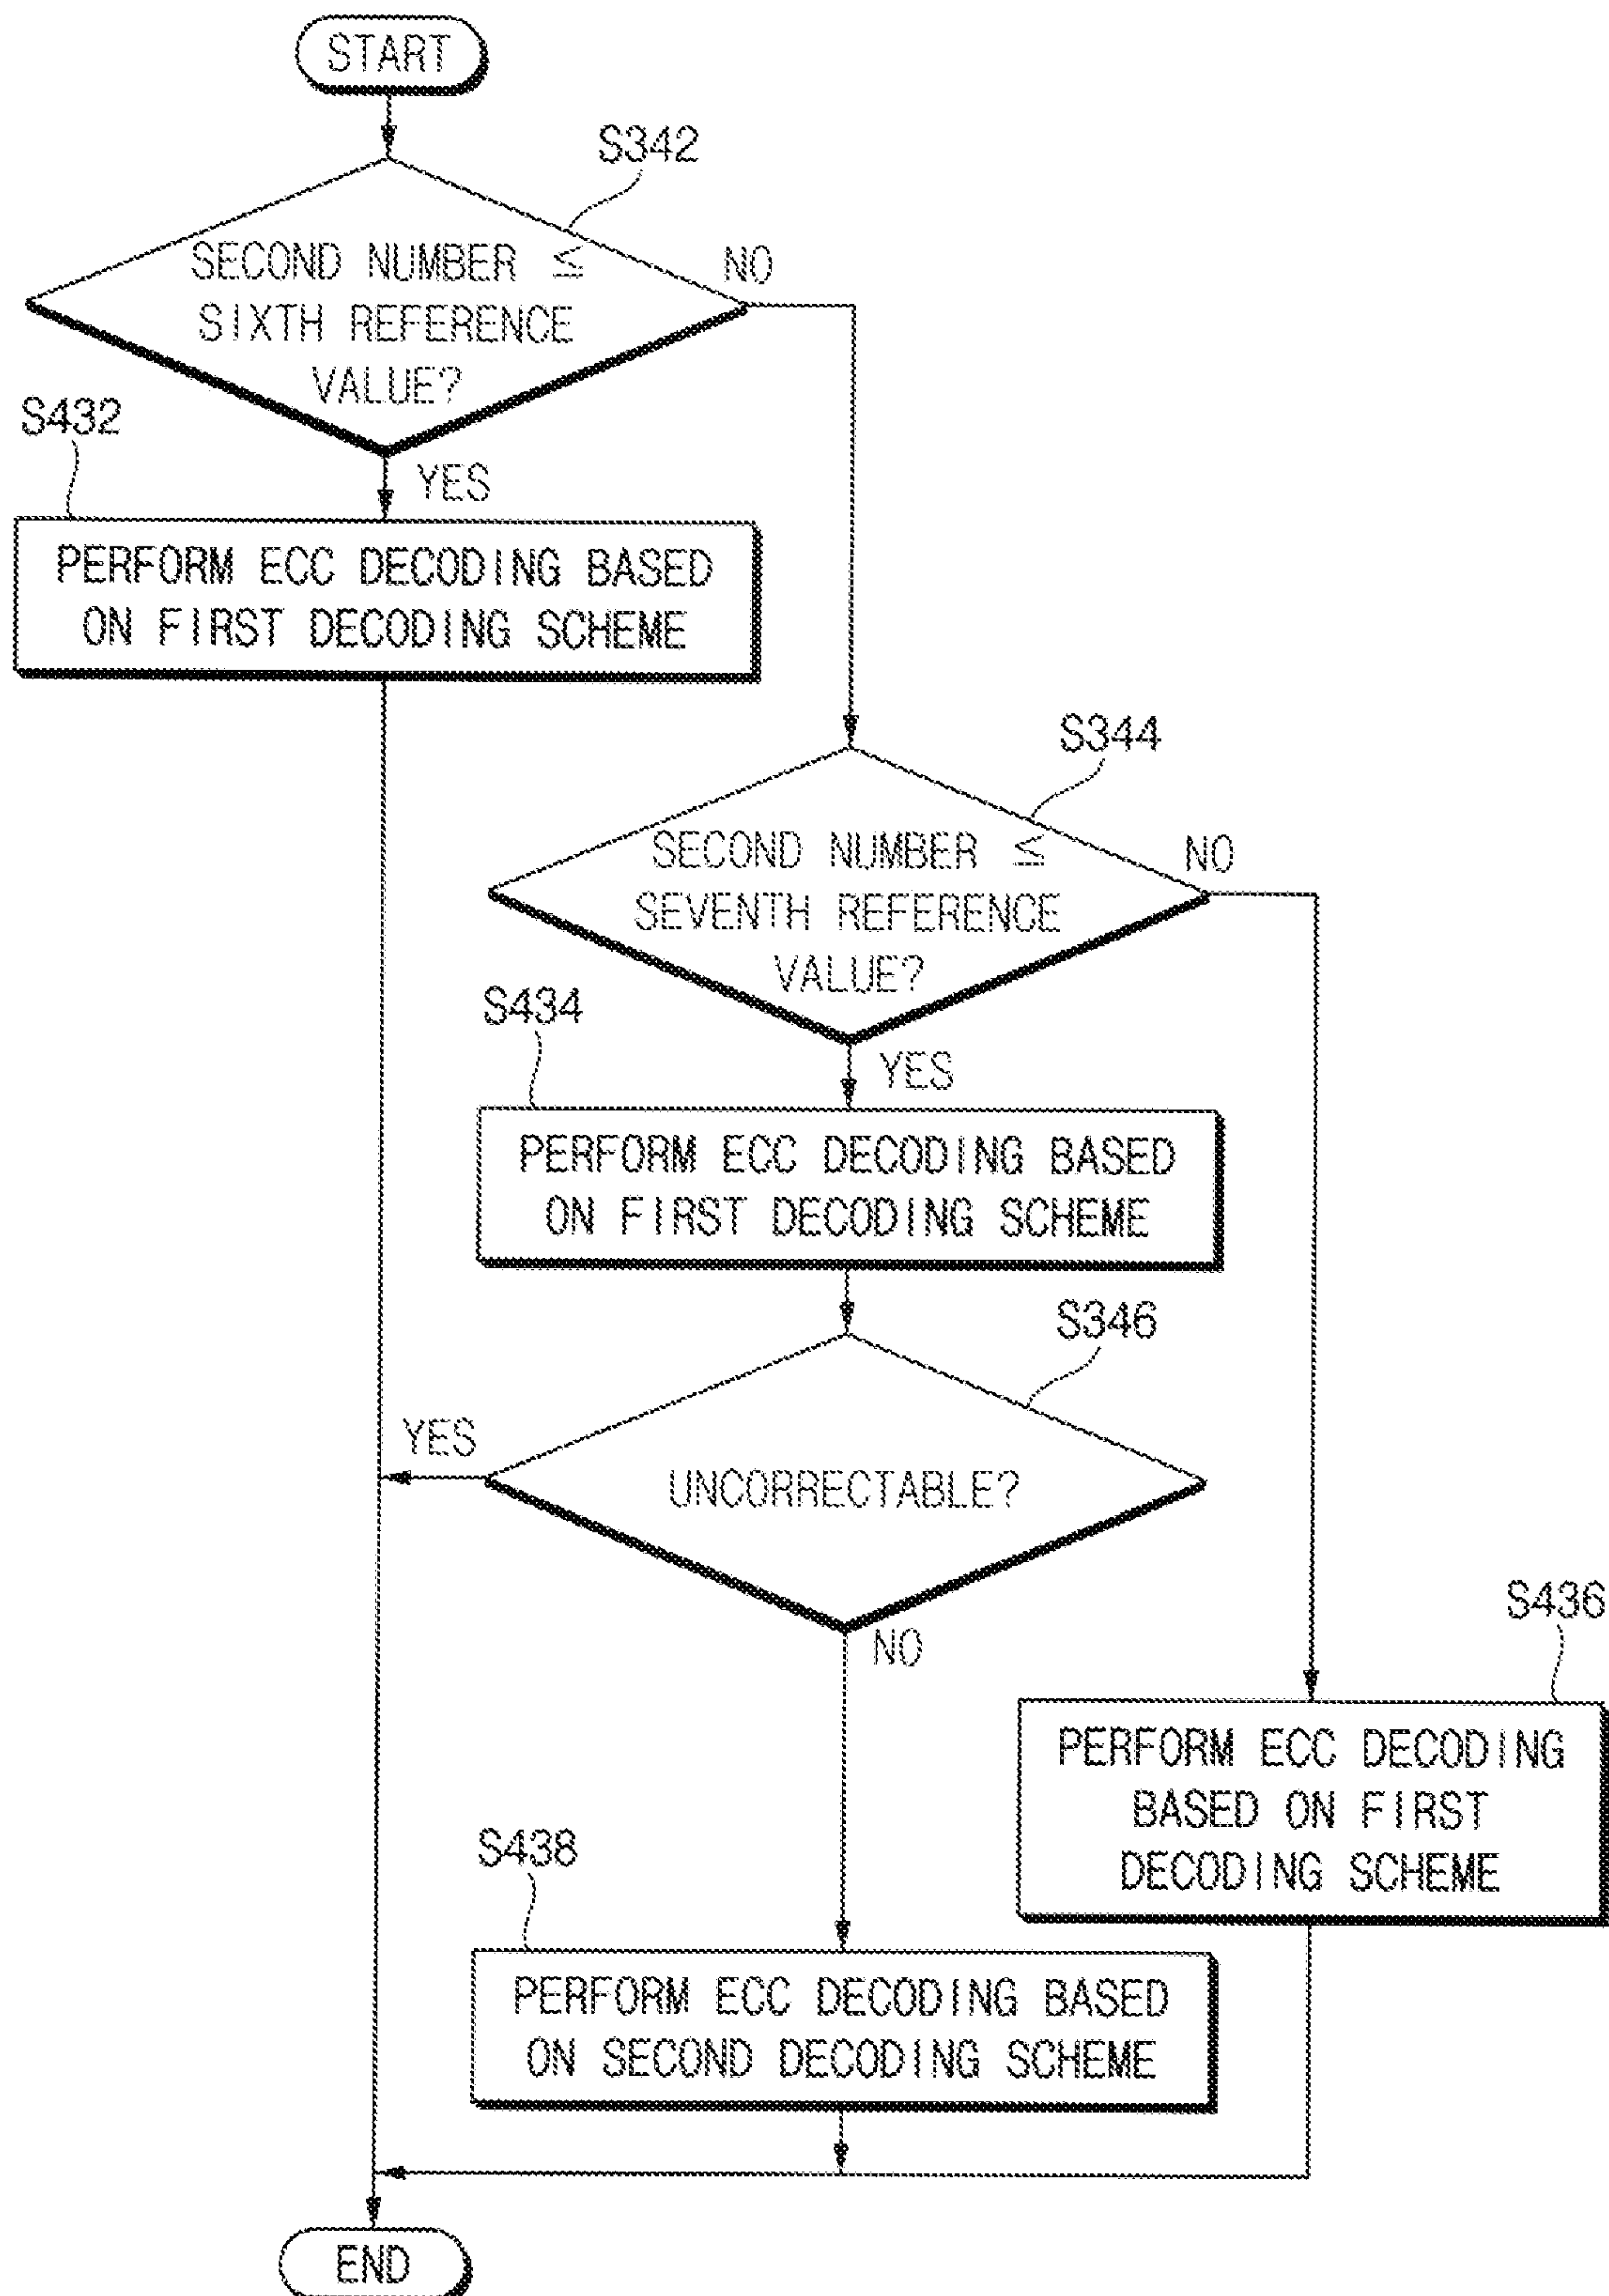 START
S342
SECOND NUMBER ≦
SIXTH REFERENCE
VALUE?
NO
S432
YES
PERFORM ECC DECODING BASED
ON FIRST DECODING SCHEME
S344
SECOND NUMBER ≦
SEVENTH REFERENCE
VALUE?
NO
S434
YES
PERFORM ECC DECODING BASED
ON FIRST DECODING SCHEME
S346
YES
UNCORRECTABLE?
NO
S436
PERFORM ECC DECODING
BASED ON FIRST
DECODING SCHEME
S438
PERFORM ECC DECODING BASED
ON SECOND DECODING SCHEME
END